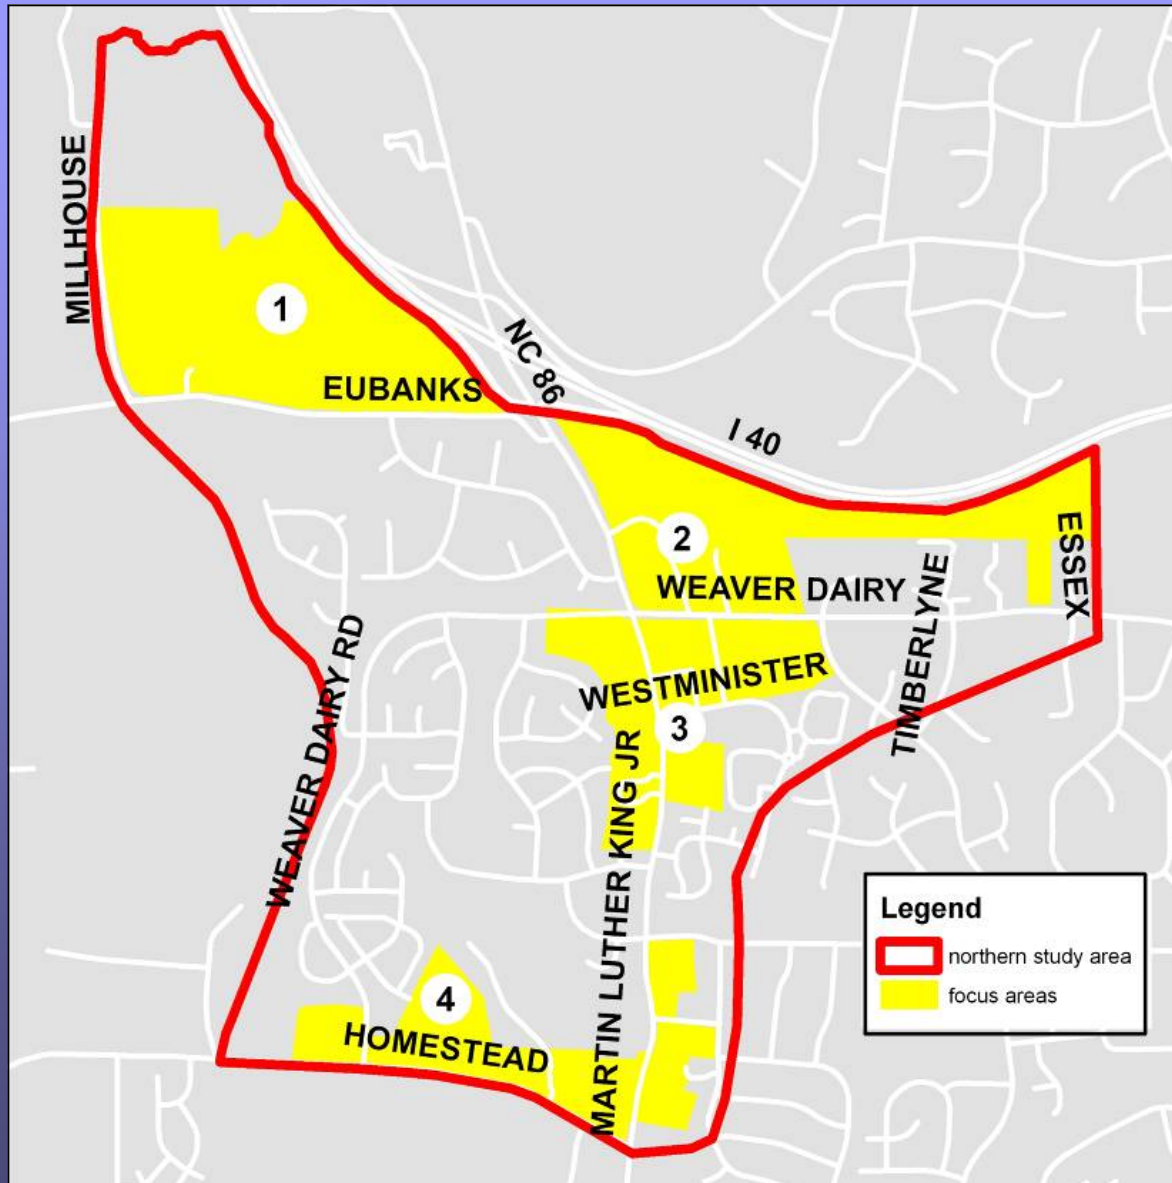 MILLHOUSE
1
NC 86
EUBANKS
I 40
2
ESSEX
WEAVER DAIRY
TIMBERLYNE
WESTMINISTER
3
WEAVER DAIRY RD
MARTIN LUTHER KING JR
Legend
northern study area
focus areas
4
HOMESTEAD